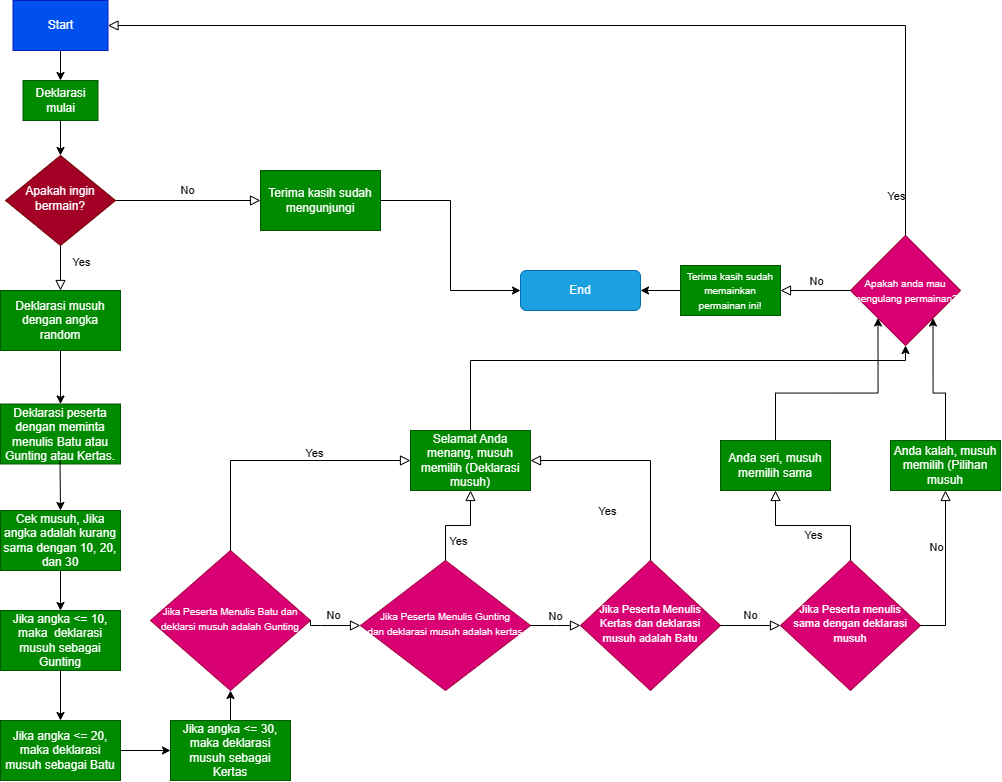 Start
Deklarasi
mulai
Apakah ingin
bermain?
No
Terima kasih sudah
mengunjungi
Yes
Deklarasi musuh
dengan angka
random
Deklarasi peserta
dengan meminta
menulis Batu atau
Gunting atau Kertas.
Cek musuh, Jika
angka adalah kurang
sama dengan 10, 20,
dan 30
Jika angka <= 10,
maka deklarasi
musuh sebagai
Gunting
Jika angka <= 20,
maka deklarasi
musuh sebagai Batu
Jika angka <= 30,
maka deklarasi
musuh sebagai
Kertas
Jika Peserta Menulis Batu dan
deklarsi musuh adalah Gunting
Yes
No
Jika Peserta Menulis Gunting
dan deklarasi musuh adalah kertas
Yes
No
Jika Peserta Menulis
Kertas dan deklarasi
musuh adalah Batu
Yes
No
Jika Peserta menulis
sama dengan deklarasi
musuh
Yes
No
Selamat Anda
menang, musuh
memilih (Deklarasi
musuh)
Anda seri, musuh
memilih sama
Anda kalah, musuh
memilih (Pilihan
musuh
Apakah anda mau
mengulang permainan?
Yes
No
Terima kasih sudah
memainkan
permainan ini!
End